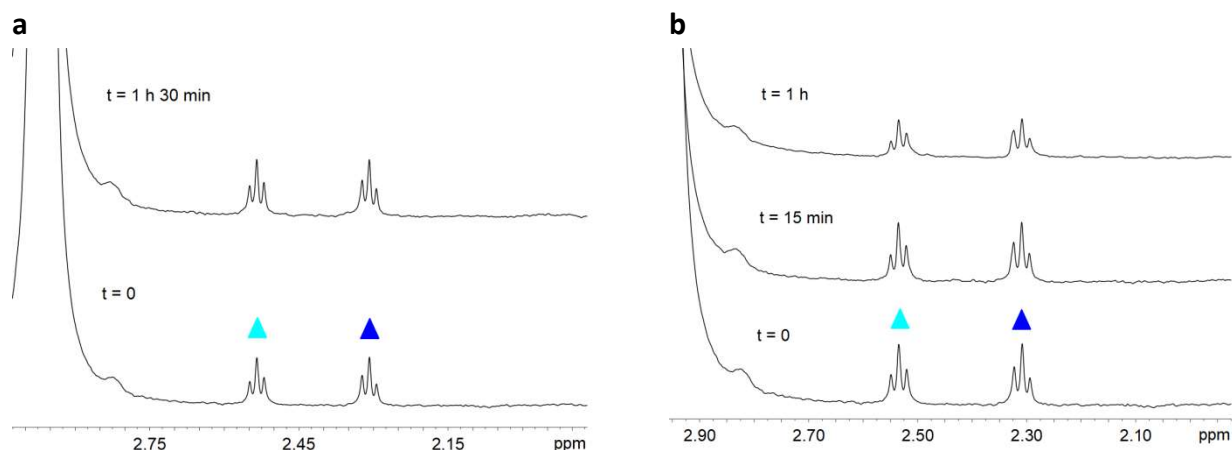 a
t = 1 h 30 min
t = 0
2.75 2.45 2.15 ppm
b
t = 1 h
t = 15 min
t = 0
2.90 2.70 2.50 2.30 2.10 ppm